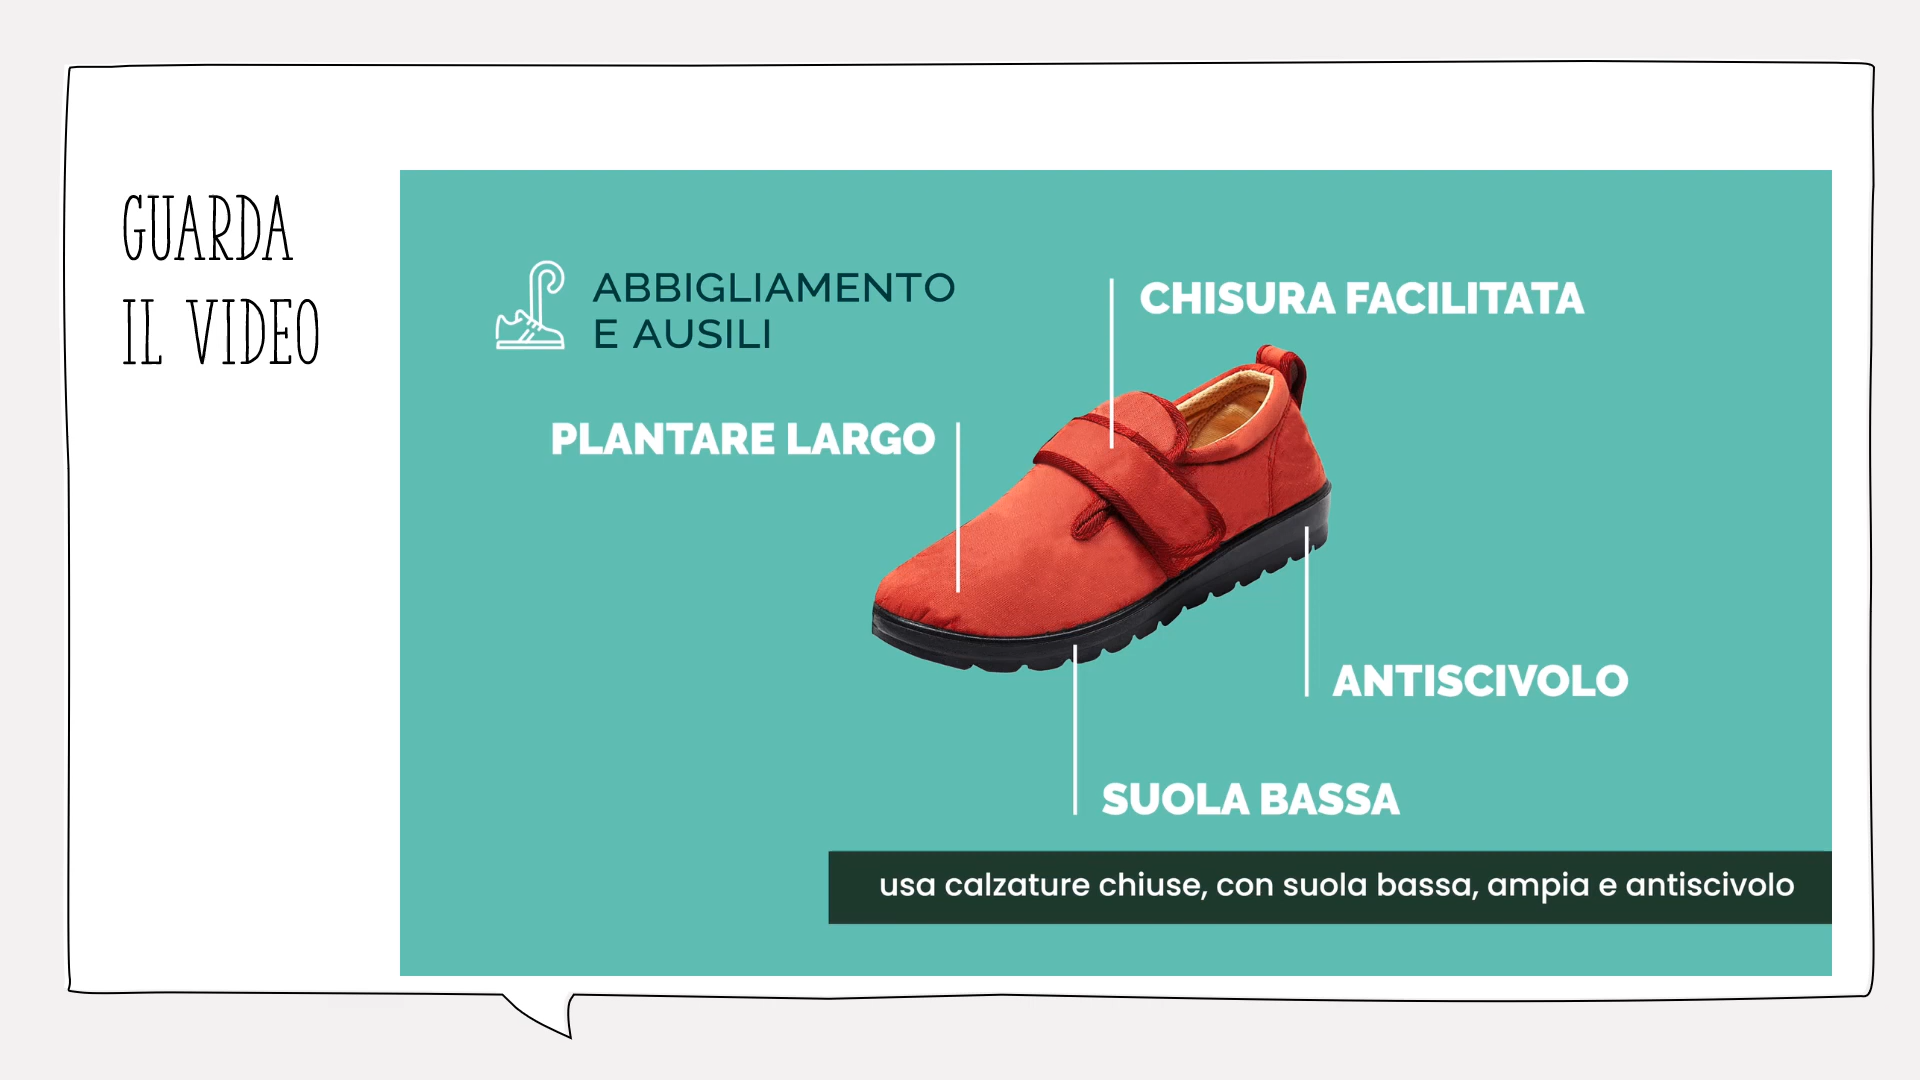 GUARDA
IL VIDEO
ABBIGLIAMENTO
E AUSILI
CHISURA FACILITATA
PLANTARE LARGO
ANTISCIVOLO
SUOLA BASSA
usa calzature chiuse, con suola bassa, ampia e antiscivolo